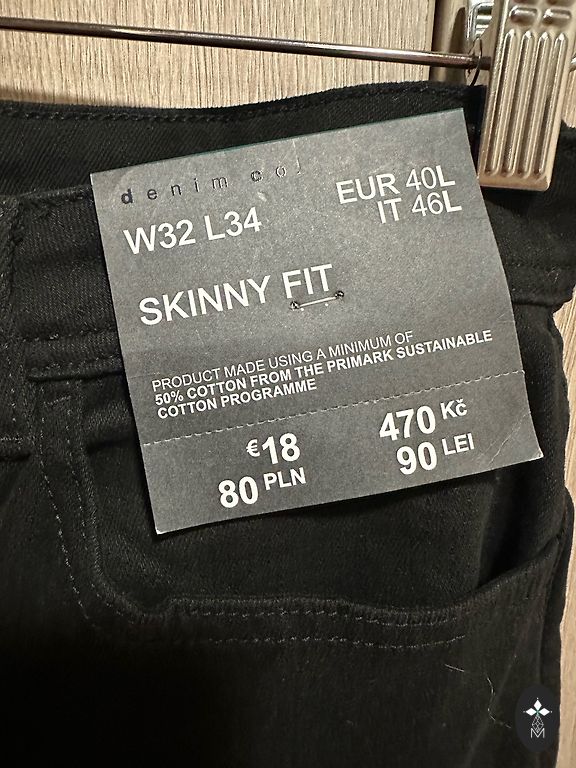 denim co.
W32 L34
EUR 40L
IT 46L
SKINNY FIT
PRODUCT MADE USING A MINIMUM OF
50% COTTON FROM THE PRIMARK SUSTAINABLE
COTTON PROGRAMME
€18
470 Kč
80 PLN
90 LEI
M